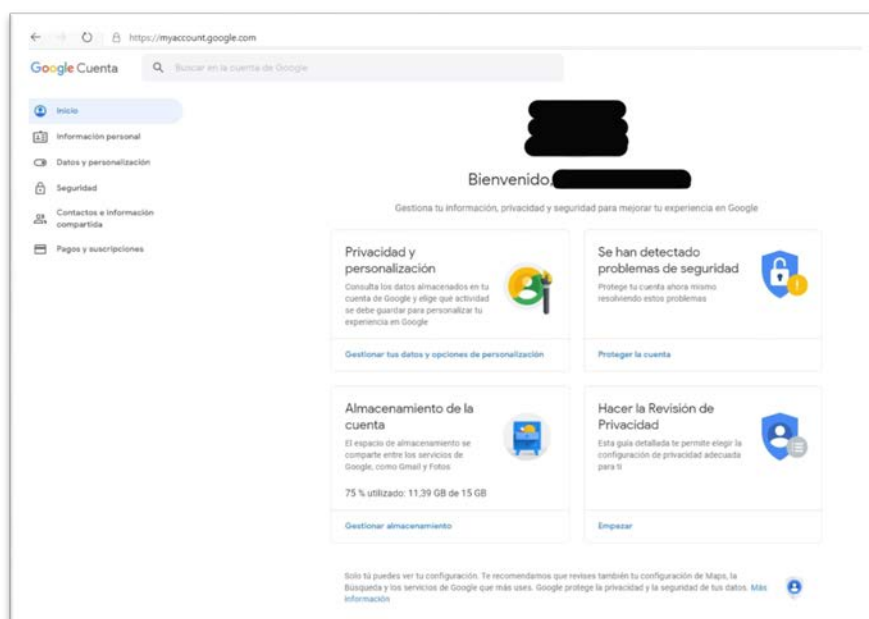 https://myaccount.google.com
Google Cuenta
Buscar en la cuenta de Google
Inicio
Información personal
Datos y personalización
Seguridad
Contactos e información
compartida
Pagos y suscripciones
Bienvenido,
Gestiona tu información, privacidad y seguridad para mejorar tu experiencia en Google
Privacidad y
personalización
Consulta los datos almacenados en tu
cuenta de Google y elige qué actividad
se debe guardar para personalizar tu
experiencia en Google
Gestionar tus datos y opciones de personalización
Se han detectado
problemas de seguridad
Protege tu cuenta ahora mismo
resolviendo estos problemas
Proteger la cuenta
Almacenamiento de la
cuenta
El espacio de almacenamiento se
comparte entre los servicios de
Google, como Gmail y Fotos
75 % utilizado: 11,39 GB de 15 GB
Gestionar almacenamiento
Hacer la Revisión de
Privacidad
Esta guía detallada te permite elegir la
configuración de privacidad adecuada
para ti
Empezar
Solo tú puedes ver tu configuración. Te recomendamos que revises también tu configuración de Maps, la
Búsqueda y los servicios de Google que más uses. Google protege la privacidad y la seguridad de tus datos. Más
información